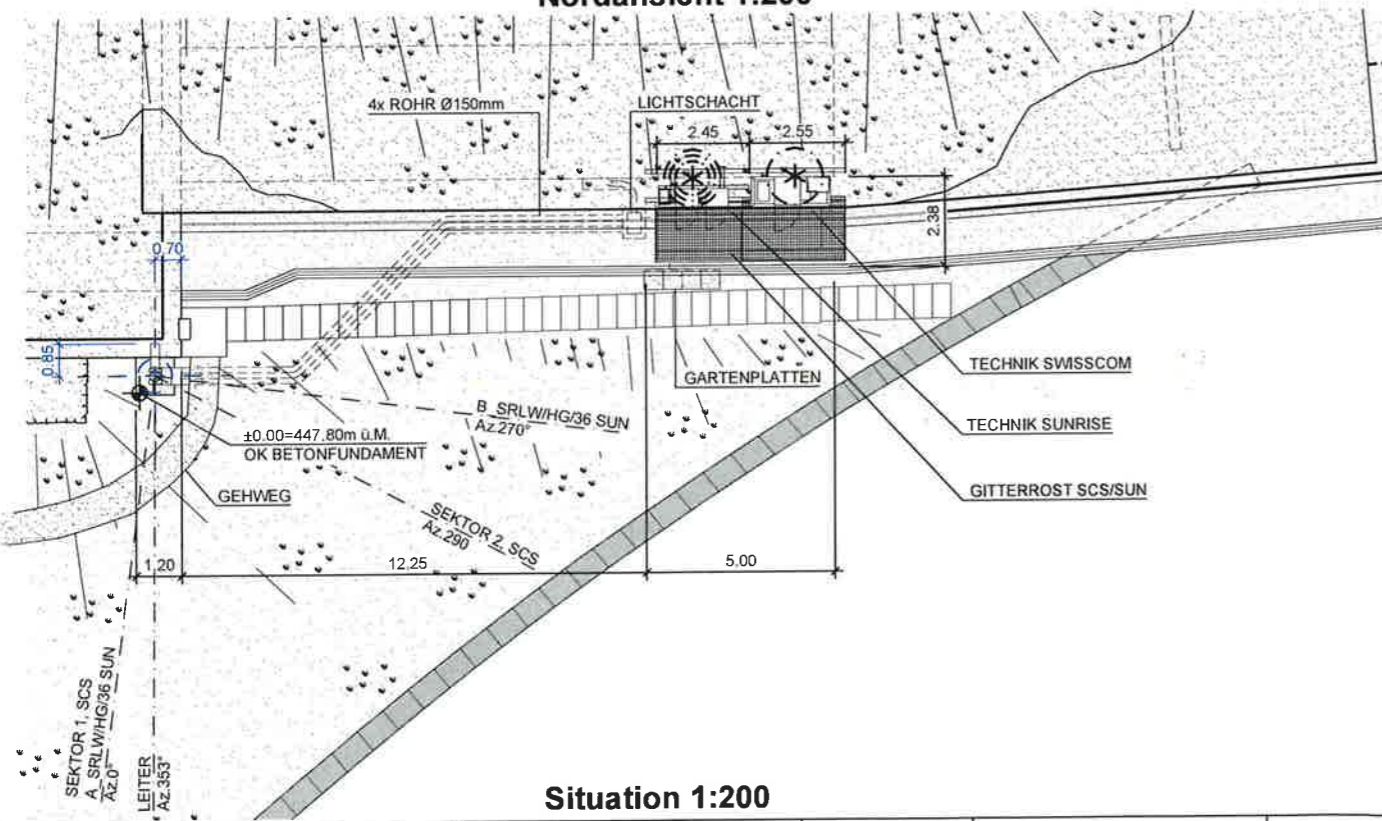 Nordansicht 1:200
4x ROHR Ø150mm
LICHTSCHACHT
2.45
2.55
2.38
0,70
0,85
TECHNIK SWISSCOM
GARTENPLATTEN
B_SRLW/HG/36 SUN
Az.270°
TECHNIK SUNRISE
±0.00=447,80m ü.M.
OK BETONFUNDAMENT
GEHWEG
GITTERROST SCS/SUN
SEKTOR 2, SCS
Az.290
1,20
12,25
5,00
SEKTOR 1, SCS
A_SRLW/HG/36 SUN
Az.0°
LEITER
Az.353°
Situation 1:200